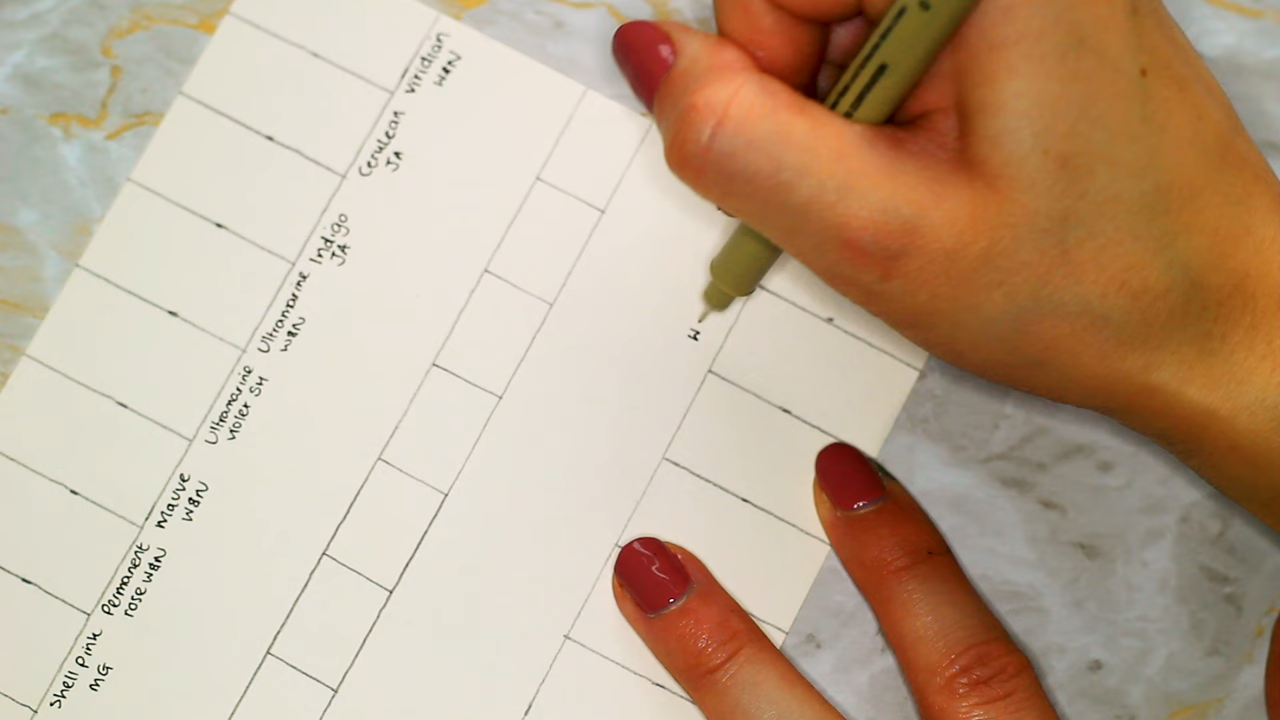 Viridian
W&N
Cerulean
JA
Indigo
JA
Ultramarine
W&N
Ultramarine
violet SH
Mauve
W&N
Permanent
rose W&N
Shell Pink
MG
W